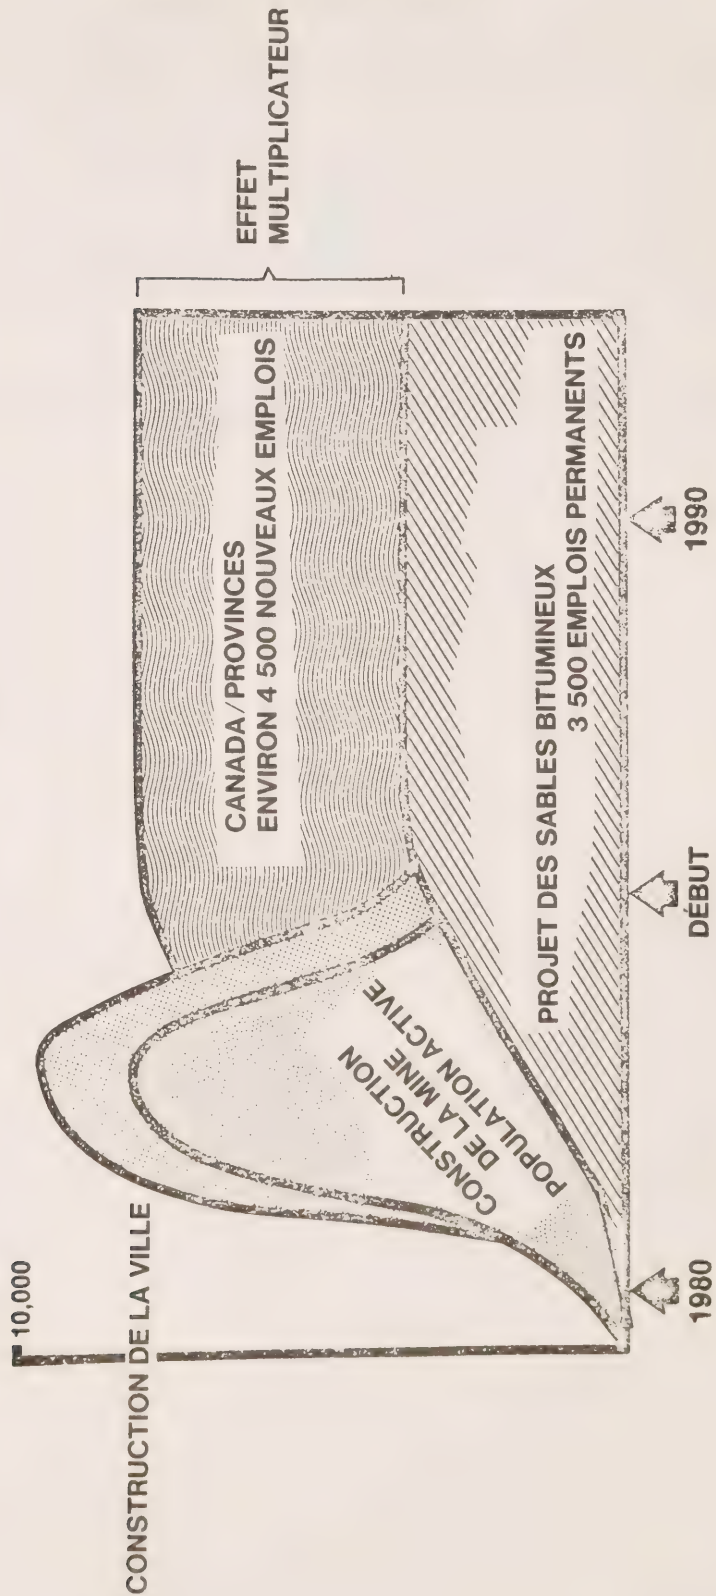 10,000
CONSTRUCTION DE LA VILLE
EFFET
MULTIPLICATEUR
CANADA/PROVINCES
ENVIRON 4 500 NOUVEAUX EMPLOIS
CONSTRUCTION
DE LA MINE
POPULATION ACTIVE
PROJET DES SABLES BITUMINEUX
3 500 EMPLOIS PERMANENTS
1980
DÉBUT
1990